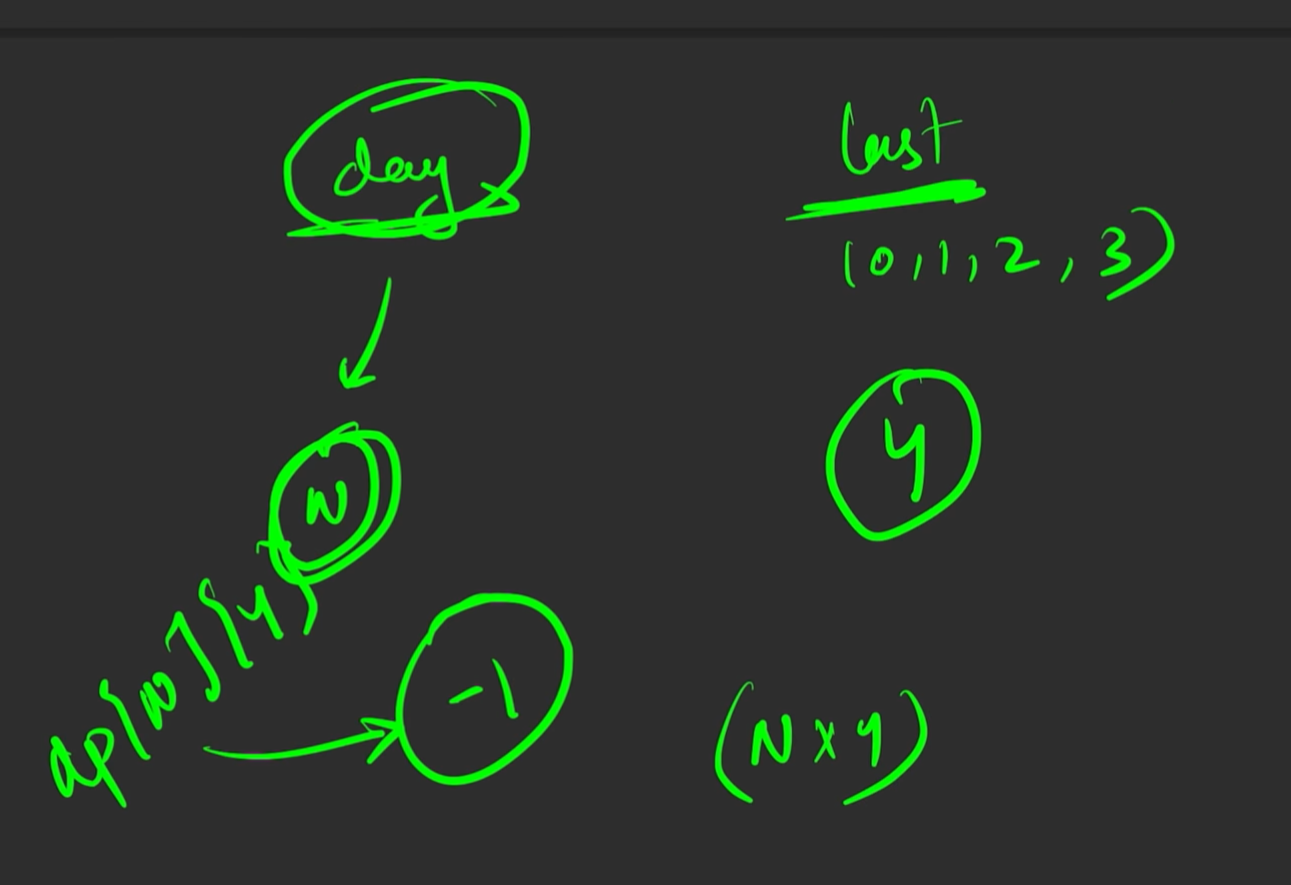 day
last
(0,1,2,3)
N
4
dp[N][4]
-1
(N x 4)